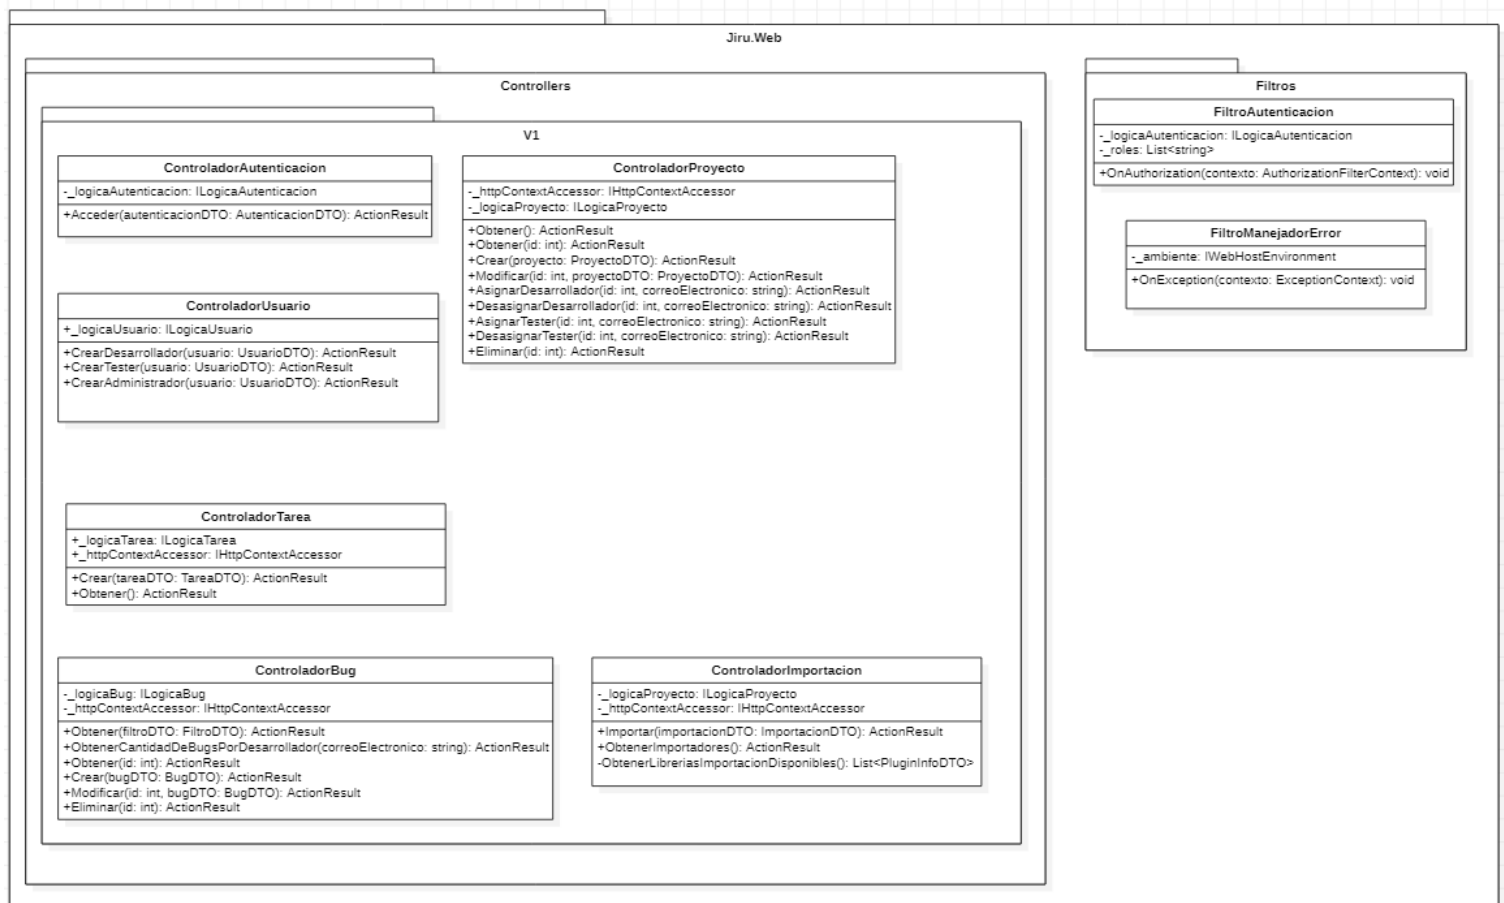 Jiru.Web
Controllers
V1
ControladorAutenticacion
-_logicaAutenticacion: ILogicaAutenticacion
+Acceder(autenticacionDTO: AutenticacionDTO): ActionResult
ControladorProyecto
-_httpContextAccessor: IHttpContextAccessor
-_logicaProyecto: ILogicaProyecto
+Obtener(): ActionResult
+Obtener(id: int): ActionResult
+Crear(proyecto: ProyectoDTO): ActionResult
+Modificar(id: int, proyectoDTO: ProyectoDTO): ActionResult
+AsignarDesarrollador(id: int, correoElectronico: string): ActionResult
+DesasignarDesarrollador(id: int, correoElectronico: string): ActionResult
+AsignarTester(id: int, correoElectronico: string): ActionResult
+DesasignarTester(id: int, correoElectronico: string): ActionResult
+Eliminar(id: int): ActionResult
ControladorUsuario
+_logicaUsuario: ILogicaUsuario
+CrearDesarrollador(usuario: UsuarioDTO): ActionResult
+CrearTester(usuario: UsuarioDTO): ActionResult
+CrearAdministrador(usuario: UsuarioDTO): ActionResult
ControladorTarea
+_logicaTarea: ILogicaTarea
+_httpContextAccessor: IHttpContextAccessor
+Crear(tareaDTO: TareaDTO): ActionResult
+Obtener(): ActionResult
ControladorBug
-_logicaBug: ILogicaBug
-_httpContextAccessor: IHttpContextAccessor
+Obtener(filtroDTO: FiltroDTO): ActionResult
+ObtenerCantidadDeBugsPorDesarrollador(correoElectronico: string): ActionResult
+Obtener(id: int): ActionResult
+Crear(bugDTO: BugDTO): ActionResult
+Modificar(id: int, bugDTO: BugDTO): ActionResult
+Eliminar(id: int): ActionResult
ControladorImportacion
-_logicaProyecto: ILogicaProyecto
-_httpContextAccessor: IHttpContextAccessor
+Importar(importacionDTO: ImportacionDTO): ActionResult
+ObtenerImportadores(): ActionResult
-ObtenerLibreriasImportacionDisponibles(): List<PluginInfoDTO>
Filtros
FiltroAutenticacion
-_logicaAutenticacion: ILogicaAutenticacion
-_roles: List<string>
+OnAuthorization(contexto: AuthorizationFilterContext): void
FiltroManejadorError
-_ambiente: IWebHostEnvironment
+OnException(contexto: ExceptionContext): void